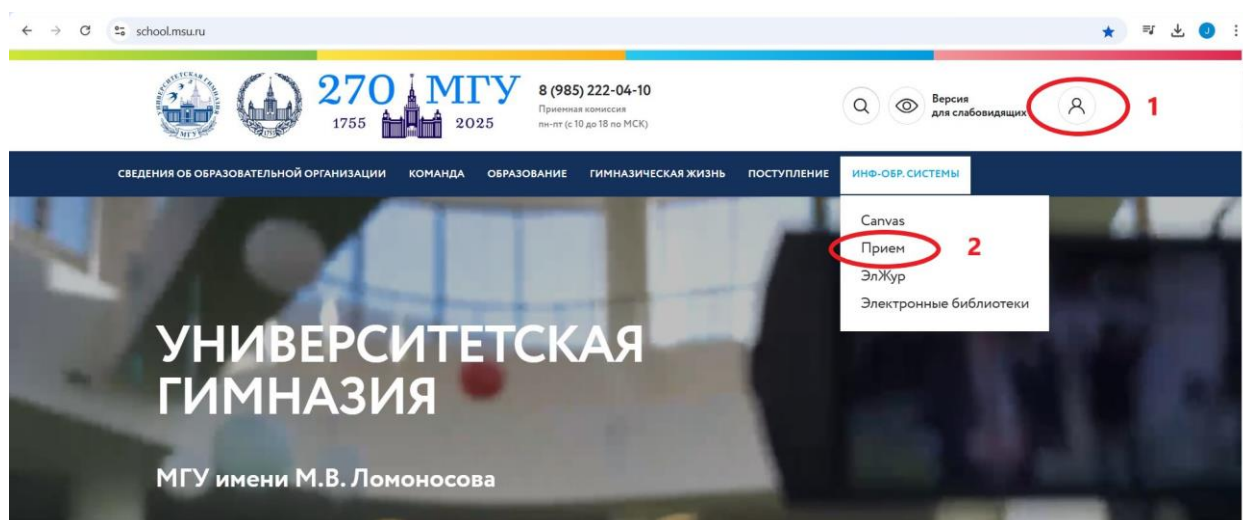 school.msu.ru
J
270 МГУ
1755 2025
8 (985) 222-04-10
Приемная комиссия
пн-пт (с 10 до 18 по МСК)
Версия
для слабовидящих
1
СВЕДЕНИЯ ОБ ОБРАЗОВАТЕЛЬНОЙ ОРГАНИЗАЦИИ КОМАНДА ОБРАЗОВАНИЕ ГИМНАЗИЧЕСКАЯ ЖИЗНЬ ПОСТУПЛЕНИЕ ИНФ-ОБР. СИСТЕМЫ
Canvas
Прием 2
ЭлЖур
Электронные библиотеки
УНИВЕРСИТЕТСКАЯ
ГИМНАЗИЯ
МГУ имени М.В. Ломоносова